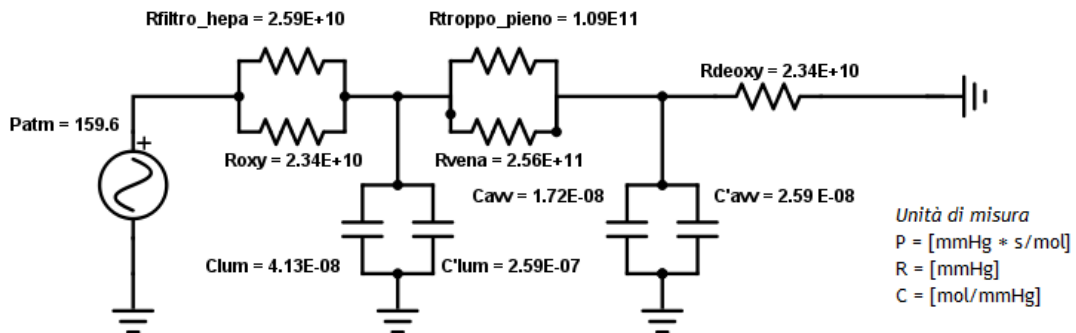 Rfiltro_hepa = 2.59E+10
Rtroppo_pieno = 1.09E11
Rdeoxy = 2.34E+10
Patm = 159.6
+
Roxy = 2.34E+10
Rvena = 2.56E+11
Cavv = 1.72E-08
C'avv = 2.59 E-08
Clum = 4.13E-08
C'lum = 2.59E-07
Unità di misura
P = [mmHg * s/mol]
R = [mmHg]
C = [mol/mmHg]